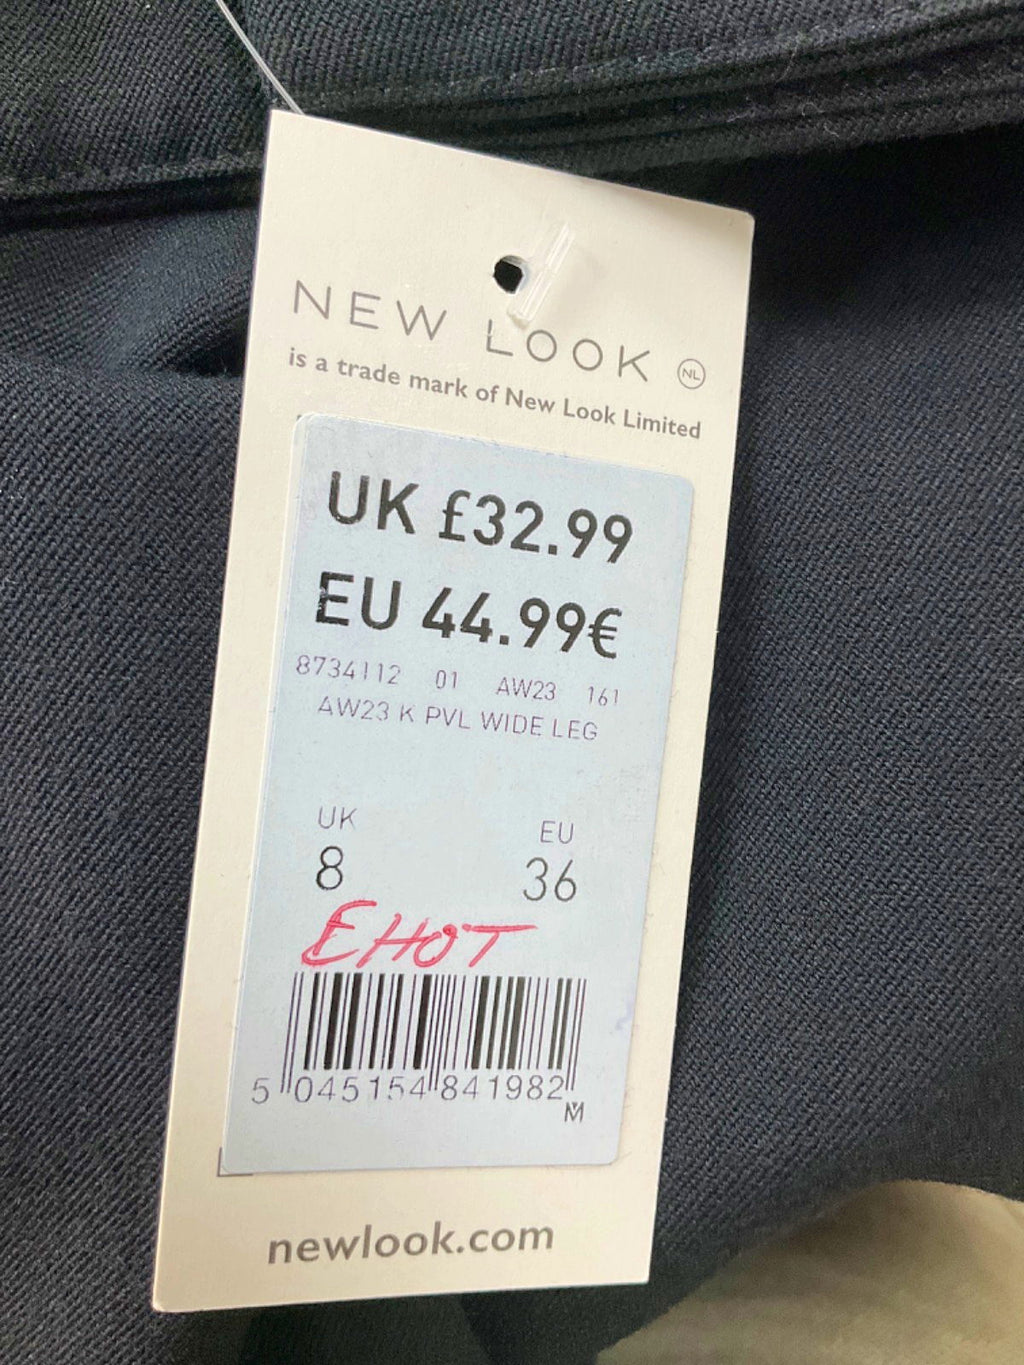 NEW LOOK NL
is a trade mark of New Look Limited
UK £32.99
EU 44.99€
8734112 01 AW23 161
AW23 K PVL WIDE LEG
UK EU
8 36
EHOT
5 045154 841982
M
newlook.com